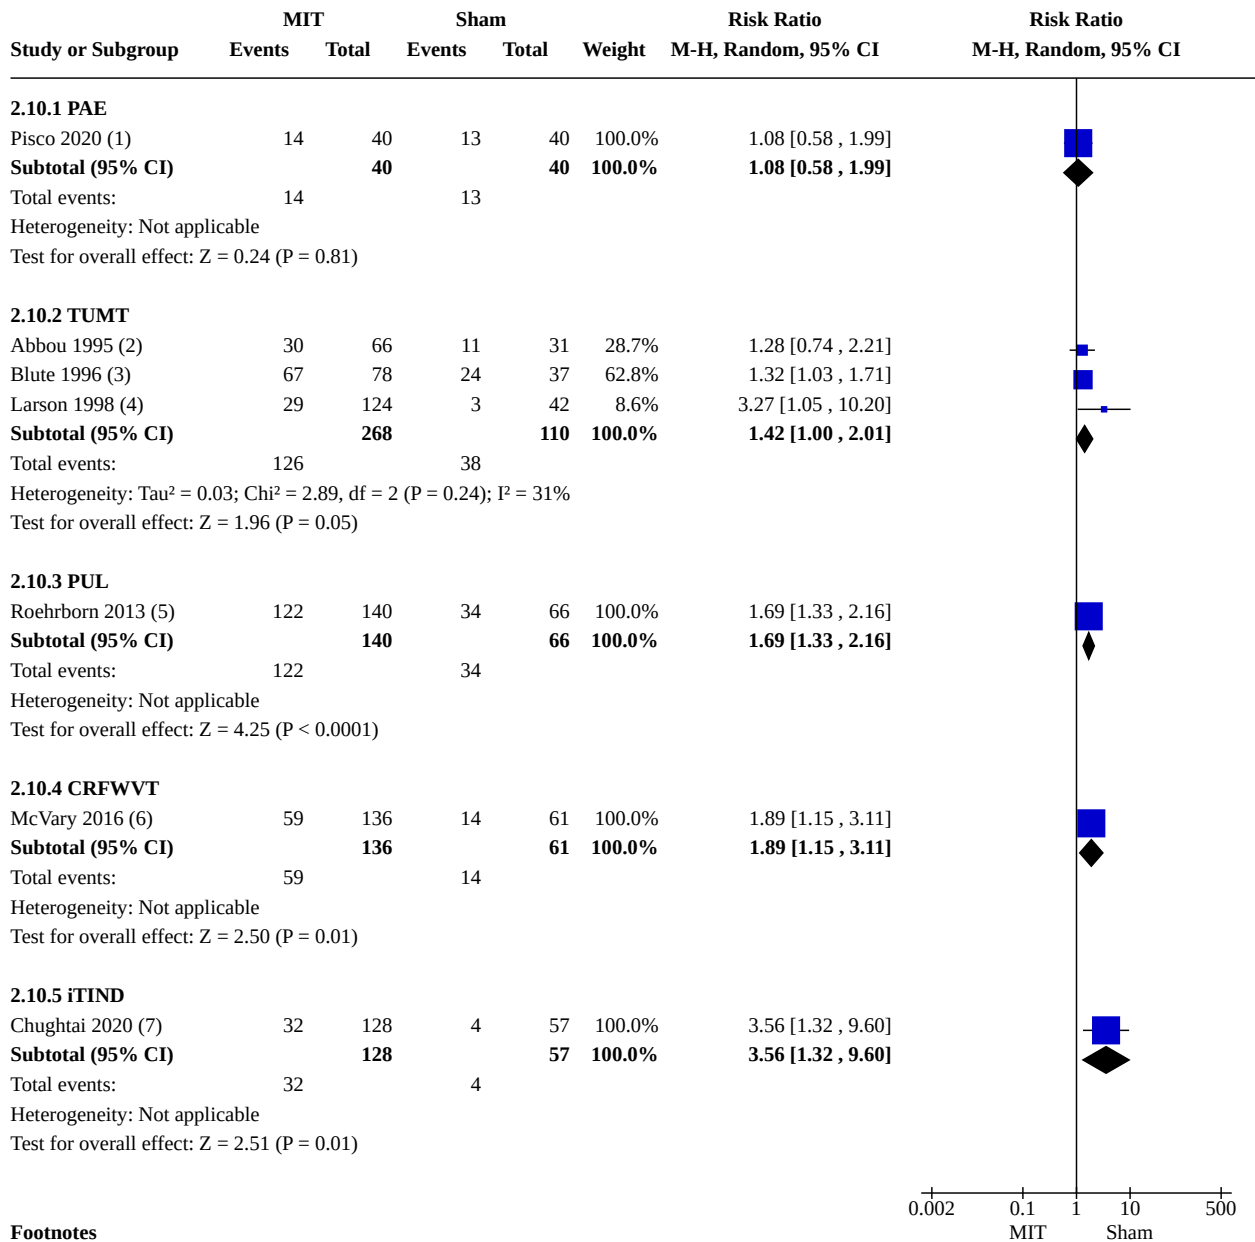 MIT Sham Risk Ratio Risk Ratio
Study or Subgroup Events Total Events Total Weight M-H, Random, 95% CI M-H, Random, 95% CI
2.10.1 PAE
Pisco 2020 (1) 14 40 13 40 100.0% 1.08 [0.58 , 1.99]
Subtotal (95% CI) 40 40 100.0% 1.08 [0.58 , 1.99]
Total events: 14 13
Heterogeneity: Not applicable
Test for overall effect: Z = 0.24 (P = 0.81)
2.10.2 TUMT
Abbou 1995 (2) 30 66 11 31 28.7% 1.28 [0.74 , 2.21]
Blute 1996 (3) 67 78 24 37 62.8% 1.32 [1.03 , 1.71]
Larson 1998 (4) 29 124 3 42 8.6% 3.27 [1.05 , 10.20]
Subtotal (95% CI) 268 110 100.0% 1.42 [1.00 , 2.01]
Total events: 126 38
Heterogeneity: Tau² = 0.03; Chi² = 2.89, df = 2 (P = 0.24); I² = 31%
Test for overall effect: Z = 1.96 (P = 0.05)
2.10.3 PUL
Roehrborn 2013 (5) 122 140 34 66 100.0% 1.69 [1.33 , 2.16]
Subtotal (95% CI) 140 66 100.0% 1.69 [1.33 , 2.16]
Total events: 122 34
Heterogeneity: Not applicable
Test for overall effect: Z = 4.25 (P < 0.0001)
2.10.4 CRFWVT
McVary 2016 (6) 59 136 14 61 100.0% 1.89 [1.15 , 3.11]
Subtotal (95% CI) 136 61 100.0% 1.89 [1.15 , 3.11]
Total events: 59 14
Heterogeneity: Not applicable
Test for overall effect: Z = 2.50 (P = 0.01)
2.10.5 iTIND
Chughtai 2020 (7) 32 128 4 57 100.0% 3.56 [1.32 , 9.60]
Subtotal (95% CI) 128 57 100.0% 3.56 [1.32 , 9.60]
Total events: 32 4
Heterogeneity: Not applicable
Test for overall effect: Z = 2.51 (P = 0.01)
0.002 0.1 1 10 500
Footnotes MIT Sham